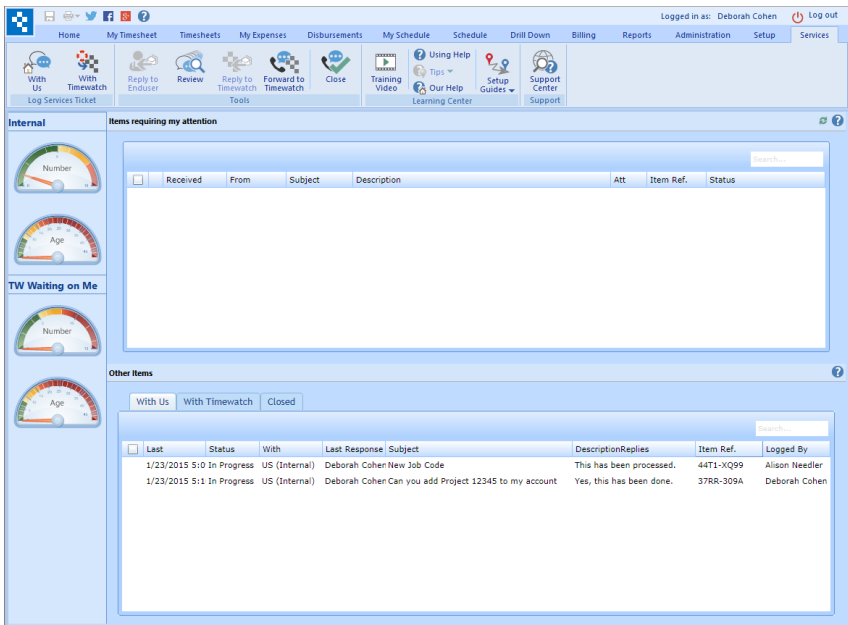 Logged in as: Deborah Cohen Log out
Home My Timesheet Timesheets My Expenses Disbursements My Schedule Schedule Drill Down Billing Reports Administration Setup Services
With Us With Timewatch Reply to Enduser Review Reply to Timewatch Forward to Timewatch Close Training Video Using Help Tips Our Help Setup Guides Support Center
Log Services Ticket Tools Learning Center Support
Internal Items requiring my attention
Number
Search...
Received From Subject Description Att Item Ref. Status
Age
TW Waiting on Me
Number
Other Items
Age
With Us With Timewatch Closed
Search...
Last Status With Last Response Subject DescriptionReplies Item Ref. Logged By
1/23/2015 5:0 In Progress US (Internal) Deborah Coher New Job Code This has been processed. 44T1-XQ99 Alison Needler
1/23/2015 5:1 In Progress US (Internal) Deborah Coher Can you add Project 12345 to my account Yes, this has been done. 37RR-309A Deborah Cohen